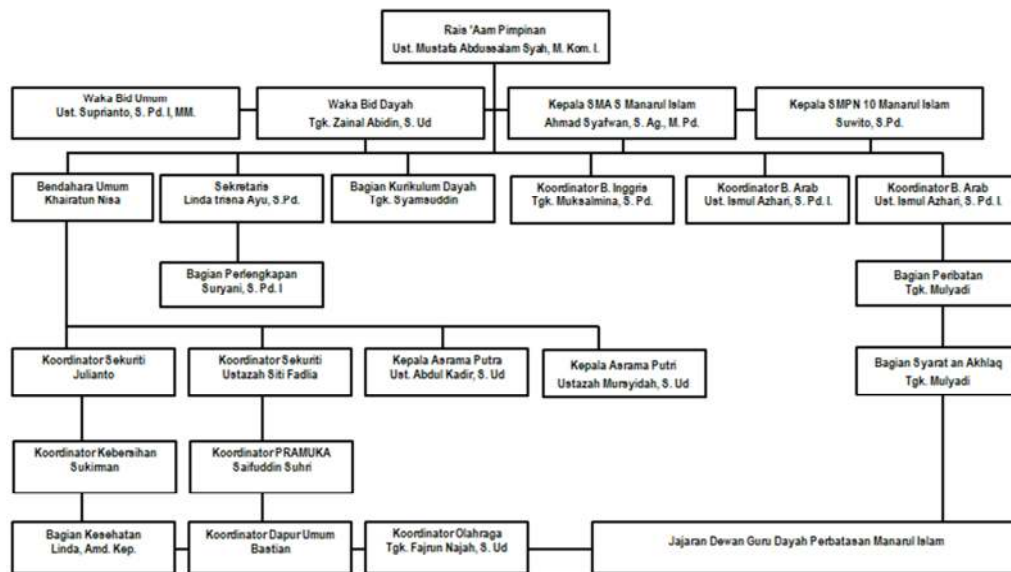 Rais 'Aam Pimpinan
Ust. Mustafa Abdussalam Syah, M. Kom. I.
Waka Bid Umum
Ust. Suprianto, S. Pd. I, MM.
Waka Bid Dayah
Tgk. Zainal Abidin, S. Ud
Kepala SMA S Manarul Islam
Ahmad Syafwan, S. Ag., M. Pd.
Kepala SMPN 10 Manarul Islam
Suwito, S.Pd.
Bendahara Umum
Khairatun Nisa
Sekretaris
Linda trisna Ayu, S.Pd.
Bagian Kurikulum Dayah
Tgk. Syamsuddin
Koordinator B. Inggris
Tgk. Muksalmina, S. Pd.
Koordinator B. Arab
Ust. Ismul Azhari, S. Pd. I.
Koordinator B. Arab
Ust. Ismul Azhari, S. Pd. I.
Bagian Perlengkapan
Suryani, S. Pd. I
Bagian Peribatan
Tgk. Mulyadi
Koordinator Sekuriti
Julianto
Koordinator Sekuriti
Ustazah Siti Fadlia
Kepala Asrama Putra
Ust. Abdul Kadir, S. Ud
Kepala Asrama Putri
Ustazah Mursyidah, S. Ud
Bagian Syarat an Akhlaq
Tgk. Mulyadi
Koordinator Kebersihan
Sukirman
Koordinator PRAMUKA
Saifuddin Suhri
Bagian Kesehatan
Linda, Amd. Kep.
Koordinator Dapur Umum
Bastian
Koordinator Olahraga
Tgk. Fajrun Najah, S. Ud
Jajaran Dewan Guru Dayah Perbatasan Manarul Islam